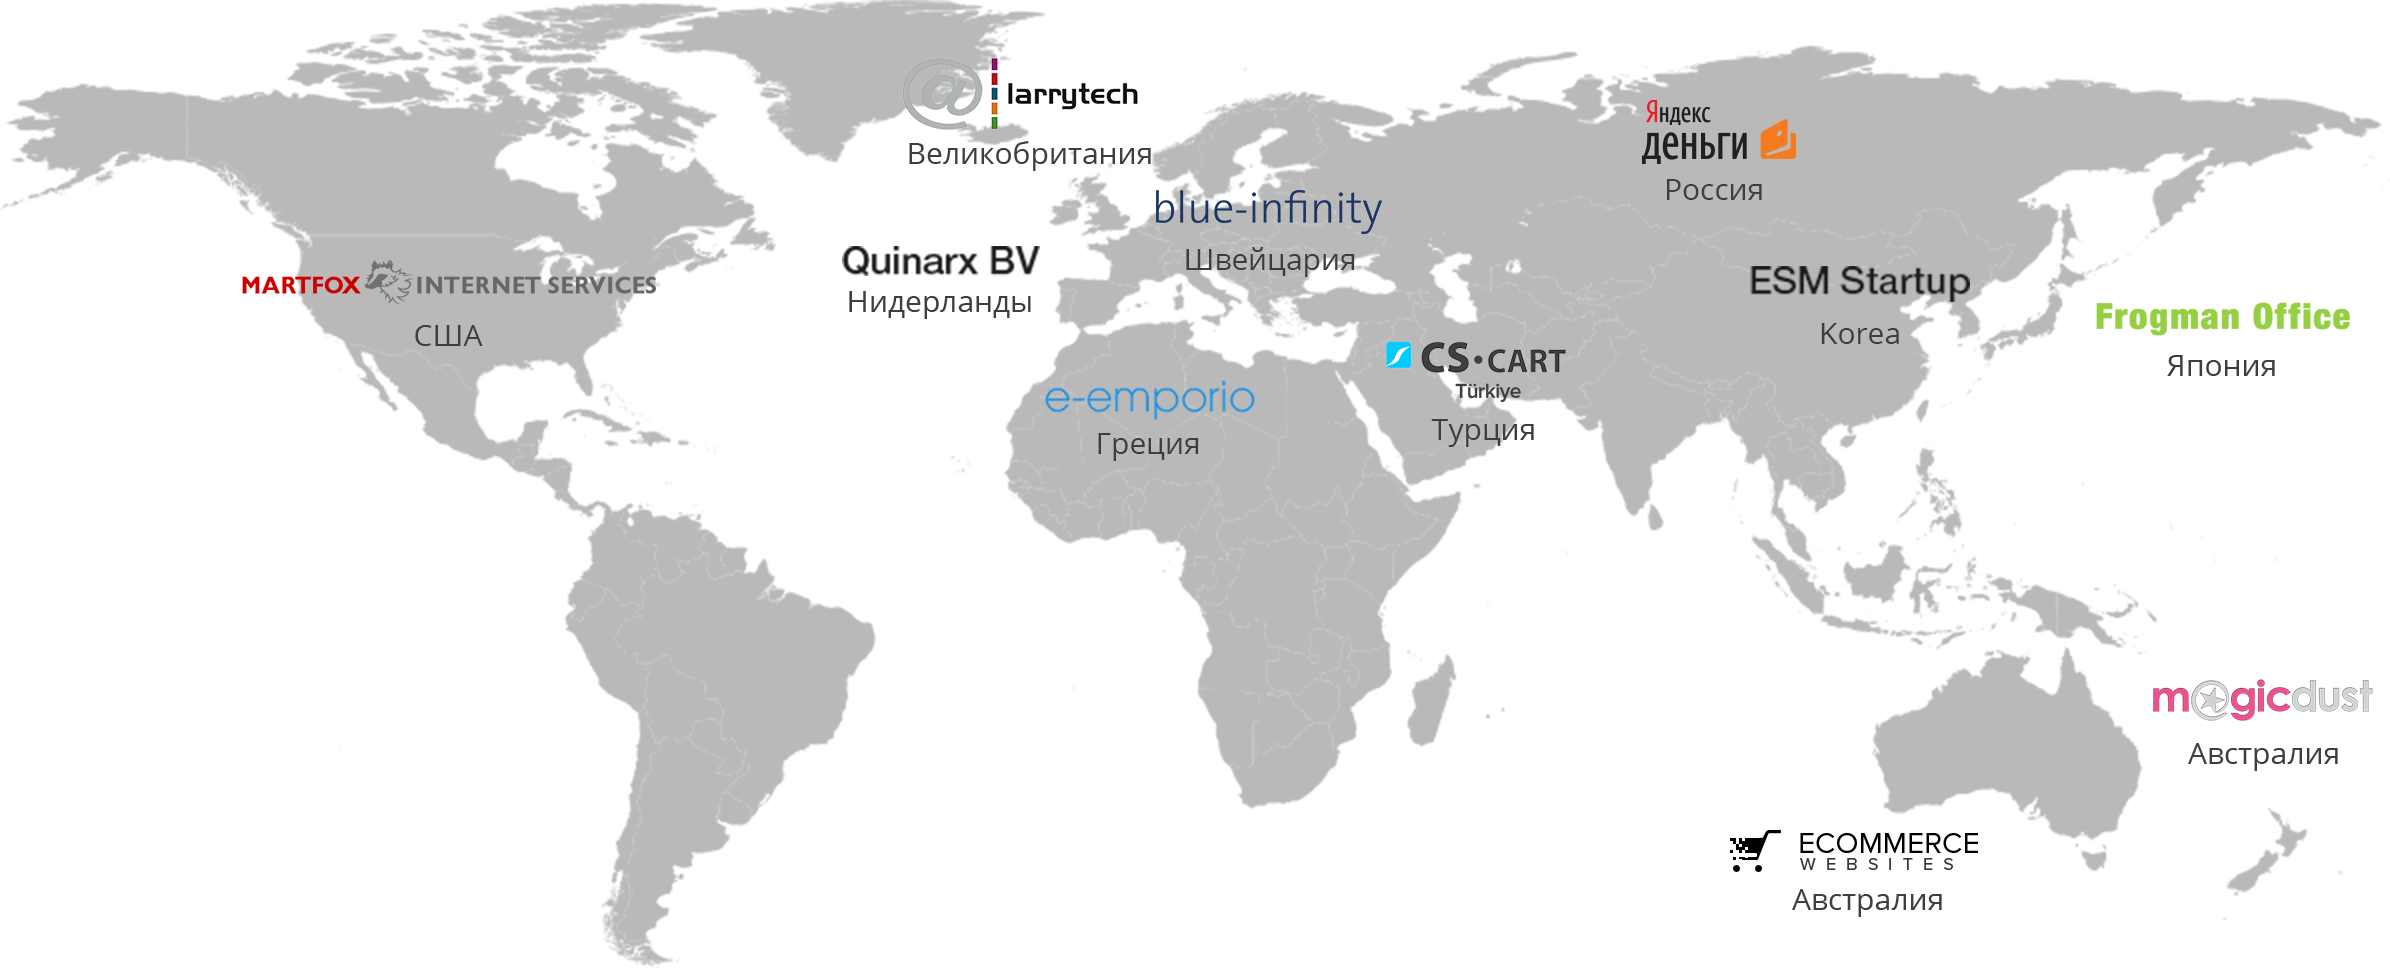 larrytech
Великобритания
Яндекс
деньги
Россия
blue-infinity
Швейцария
Quinarx BV
Нидерланды
MARTFOX INTERNET SERVICES
США
ESM Startup
Korea
Frogman Office
Япония
CS·CART
Türkiye
Турция
e-emporio
Греция
magicdust
Австралия
ECOMMERCE
WEBSITES
Австралия